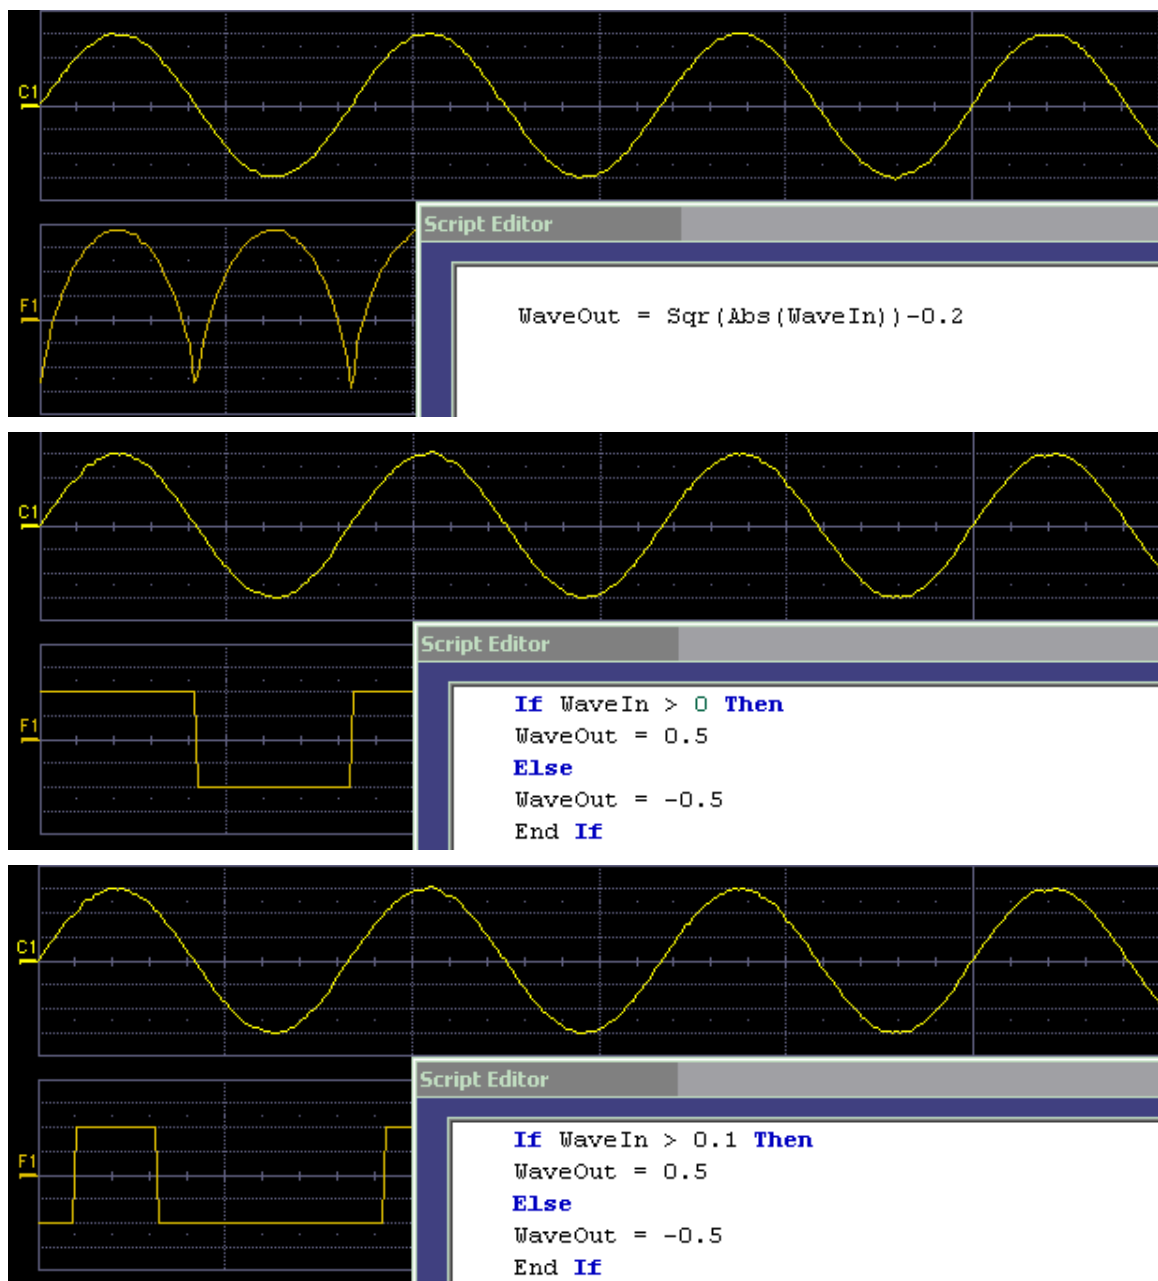 C1
Script Editor
F1
WaveOut = Sqr(Abs(WaveIn))-0.2
C1
Script Editor
If WaveIn > 0 Then
F1
WaveOut = 0.5
Else
WaveOut = -0.5
End If
C1
Script Editor
If WaveIn > 0.1 Then
F1
WaveOut = 0.5
Else
WaveOut = -0.5
End If